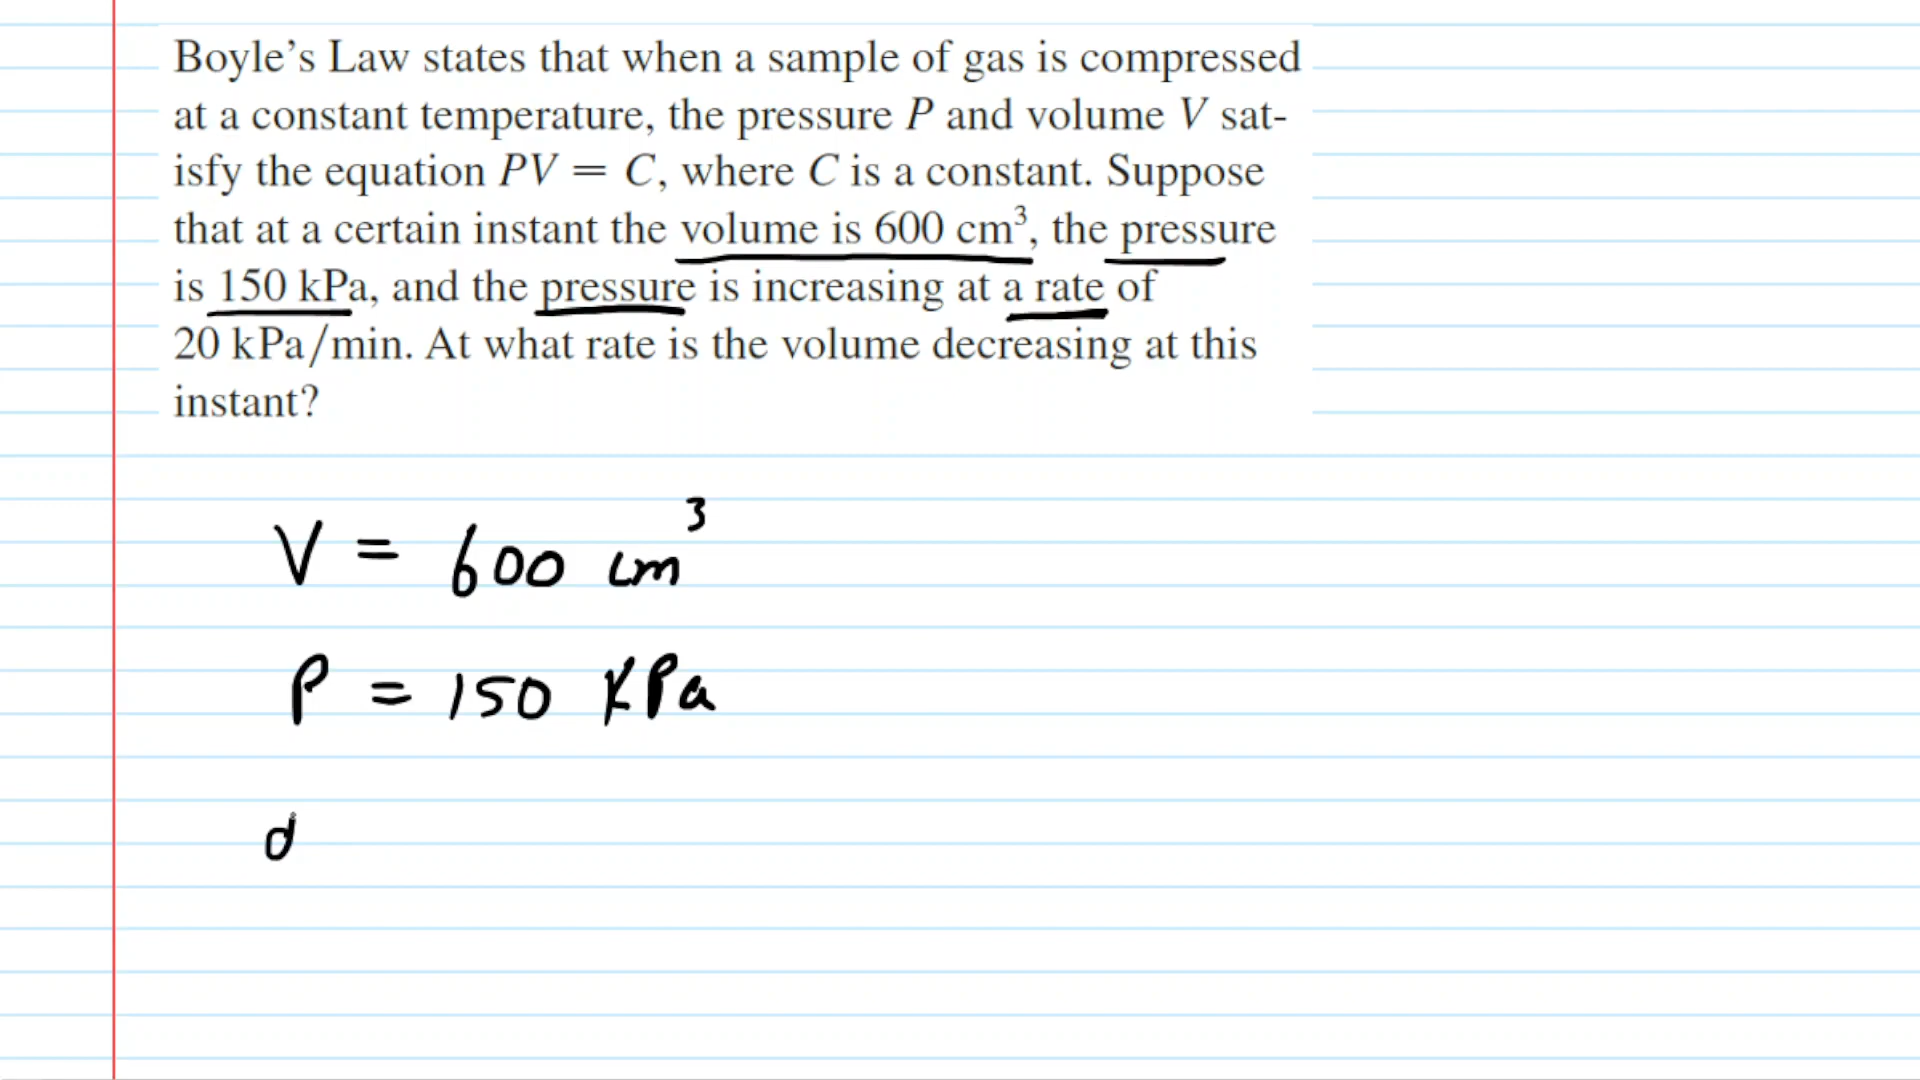 Boyle’s Law states that when a sample of gas is compressed
at a constant temperature, the pressure P and volume V sat-
isfy the equation PV = C, where C is a constant. Suppose
that at a certain instant the volume is 600 cm³, the pressure
is 150 kPa, and the pressure is increasing at a rate of
20 kPa/min. At what rate is the volume decreasing at this
instant?
V = 600 cm³
P = 150 KPa
d